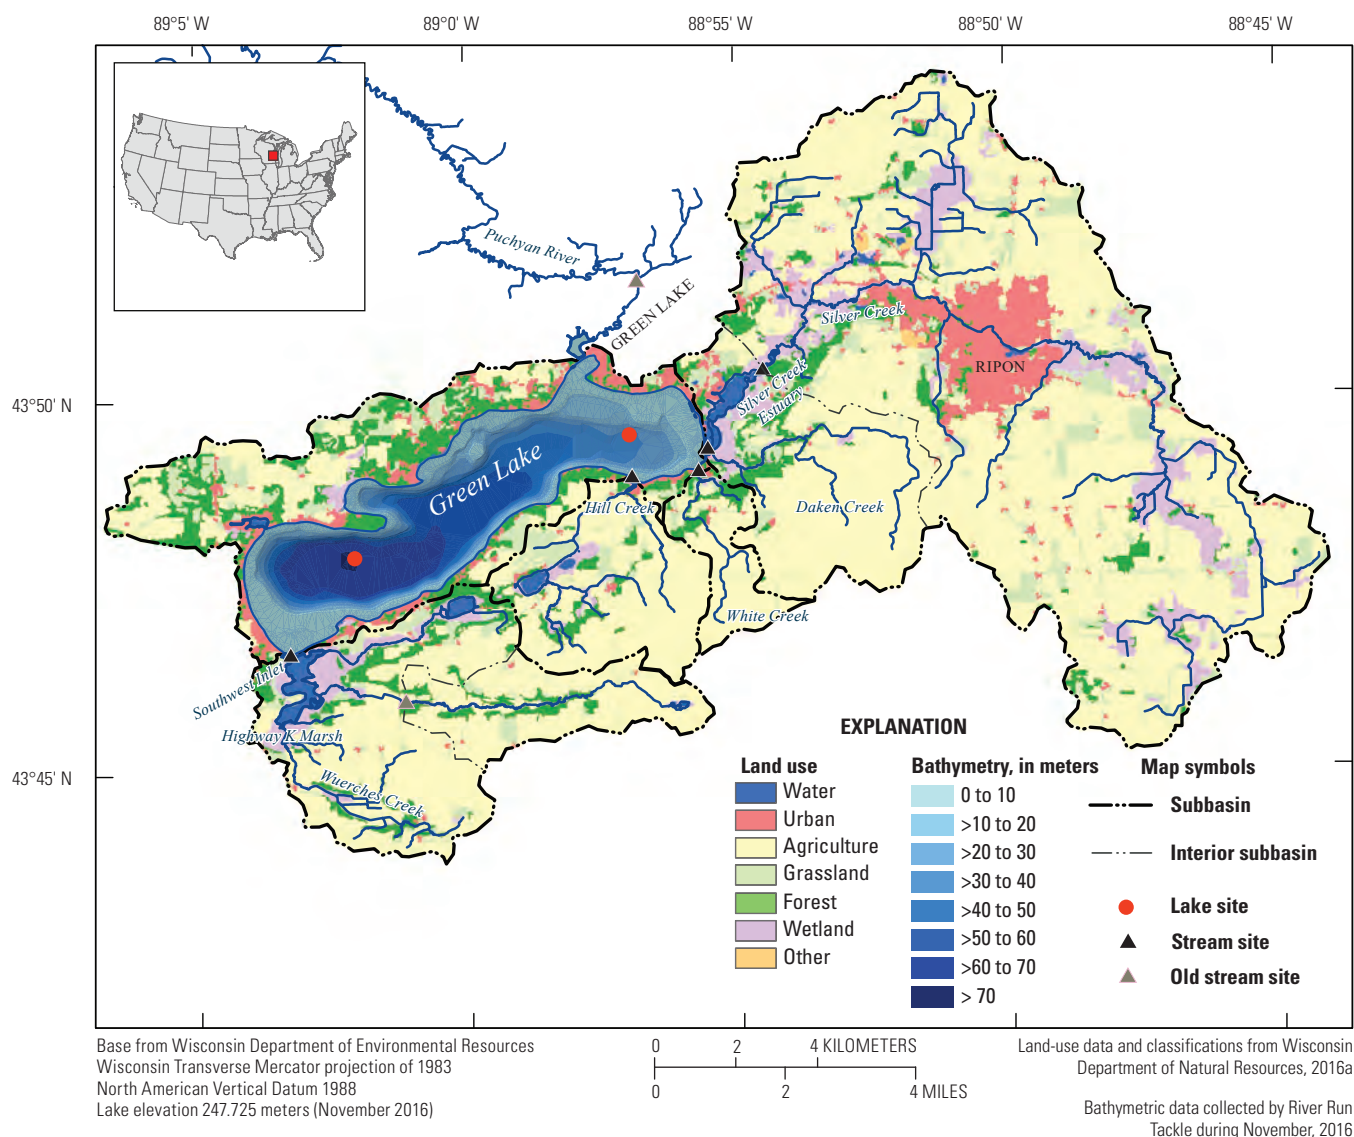 89°5' W
89°0' W
88°55' W
88°50' W
88°45' W
43°50' N
43°45' N
Puchyan River
GREEN LAKE
Silver Creek
RIPON
Silver Creek
Estuary
Green Lake
Hill Creek
Daken Creek
White Creek
Southwest Inlet
Highway K Marsh
Wuerches Creek
EXPLANATION
Land use
Water
Urban
Agriculture
Grassland
Forest
Wetland
Other
Bathymetry, in meters
0 to 10
>10 to 20
>20 to 30
>30 to 40
>40 to 50
>50 to 60
>60 to 70
> 70
Map symbols
Subbasin
Interior subbasin
Lake site
Stream site
Old stream site
Base from Wisconsin Department of Environmental Resources
Wisconsin Transverse Mercator projection of 1983
North American Vertical Datum 1988
Lake elevation 247.725 meters (November 2016)
0 2 4 KILOMETERS
0 2 4 MILES
Land-use data and classifications from Wisconsin
Department of Natural Resources, 2016a
Bathymetric data collected by River Run
Tackle during November, 2016